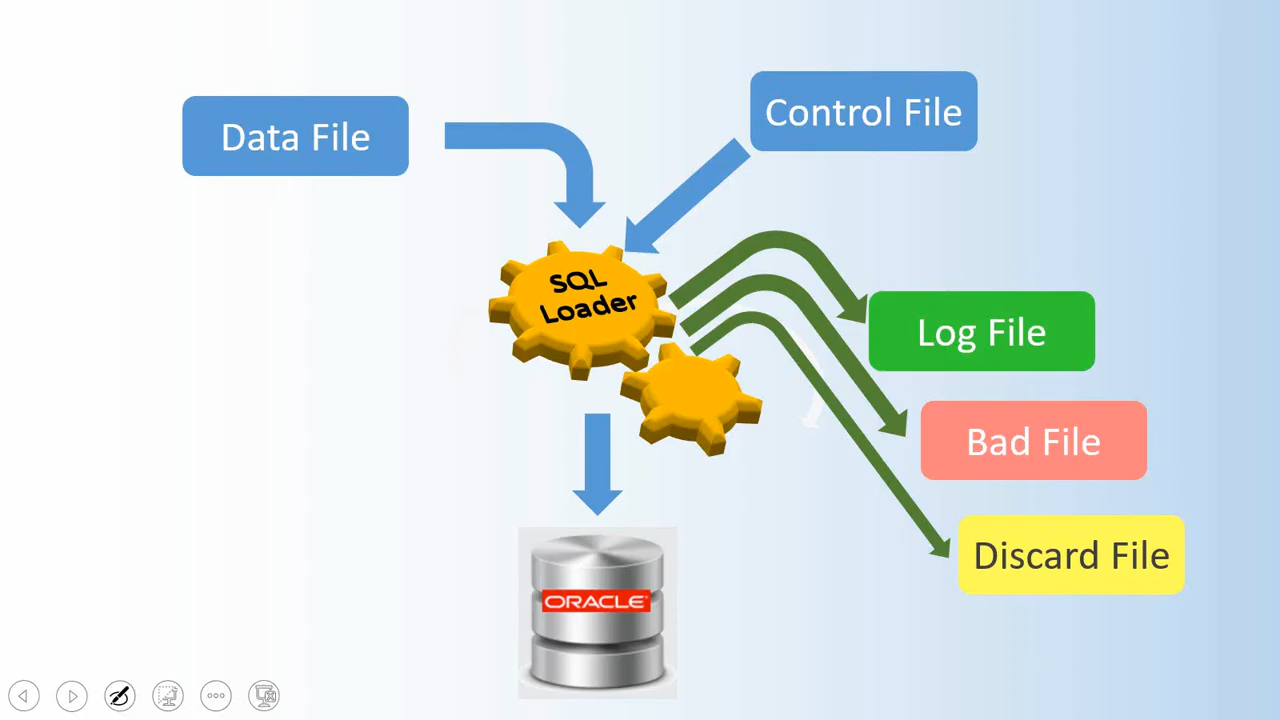 Data File
Control File
SQL
Loader
Log File
Bad File
Discard File
ORACLE